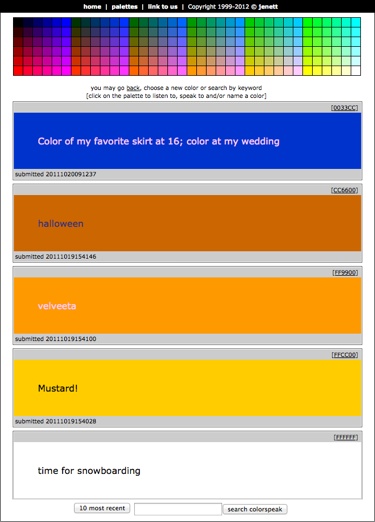 home | palettes | link to us | Copyright 1999-2012 © jenett
you may go back, choose a new color or search by keyword
[click on the palette to listen to, speak to and/or name a color]
[0033CC]
Color of my favorite skirt at 16; color at my wedding
submitted 20111020091237
[CC6600]
halloween
submitted 20111019154146
[FF9900]
velveeta
submitted 20111019154100
[FFCC00]
Mustard!
submitted 20111019154028
[FFFFFF]
time for snowboarding
10 most recent search colorspeak